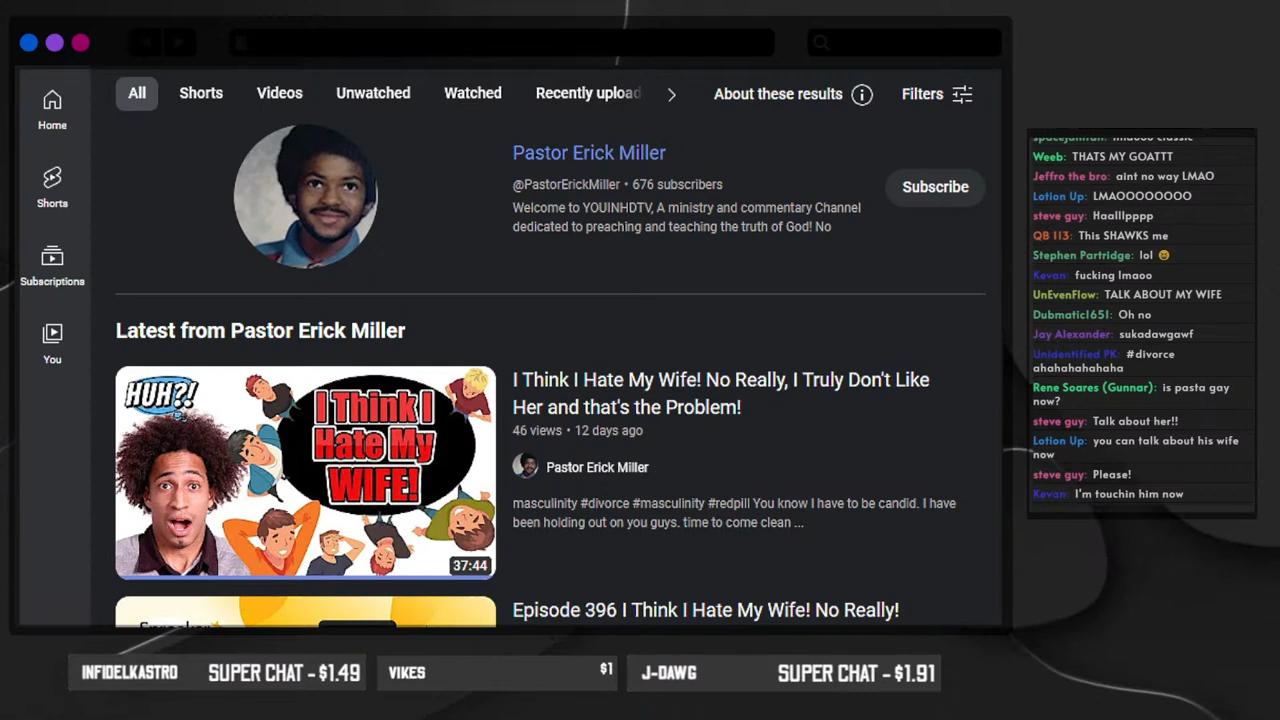 All
Shorts
Videos
Unwatched
Watched
Recently upload
About these results
Filters
Home
Shorts
Subscriptions
You
Pastor Erick Miller
@PastorErickMiller • 676 subscribers
Welcome to YOUINHDTV, A ministry and commentary Channel
dedicated to preaching and teaching the truth of God! No
Subscribe
Latest from Pastor Erick Miller
HUH?!
I Think I
Hate My
WIFE!
37:44
I Think I Hate My Wife! No Really, I Truly Don't Like
Her and that's the Problem!
46 views • 12 days ago
Pastor Erick Miller
masculinity #divorce #masculinity #redpill You know I have to be candid. I have
been holding out on you guys. time to come clean ...
Episode 396 I Think I Hate My Wife! No Really!
Weeb: THATS MY GOATTT
Jeffro the bro: aint no way LMAO
Lotion Up: LMAOOOOOOOO
steve guy: Haalllpppp
QB 113: This SHAWKS me
Stephen Partridge: lol 😆
Kevan: fucking lmaoo
UnEvenFlow: TALK ABOUT MY WIFE
Dubmatic1651: Oh no
Jay Alexander: sukadawgawf
Unidentified PK: #divorce
ahahahahahaha
Rene Soares (Gunnar): is pasta gay
now?
steve guy: Talk about her!!
Lotion Up: you can talk about his wife
now
steve guy: Please!
Kevan: I'm touchin him now
INFIDELKASTRO SUPER CHAT - $1.49
VIKES $1
J-DAWG SUPER CHAT - $1.91